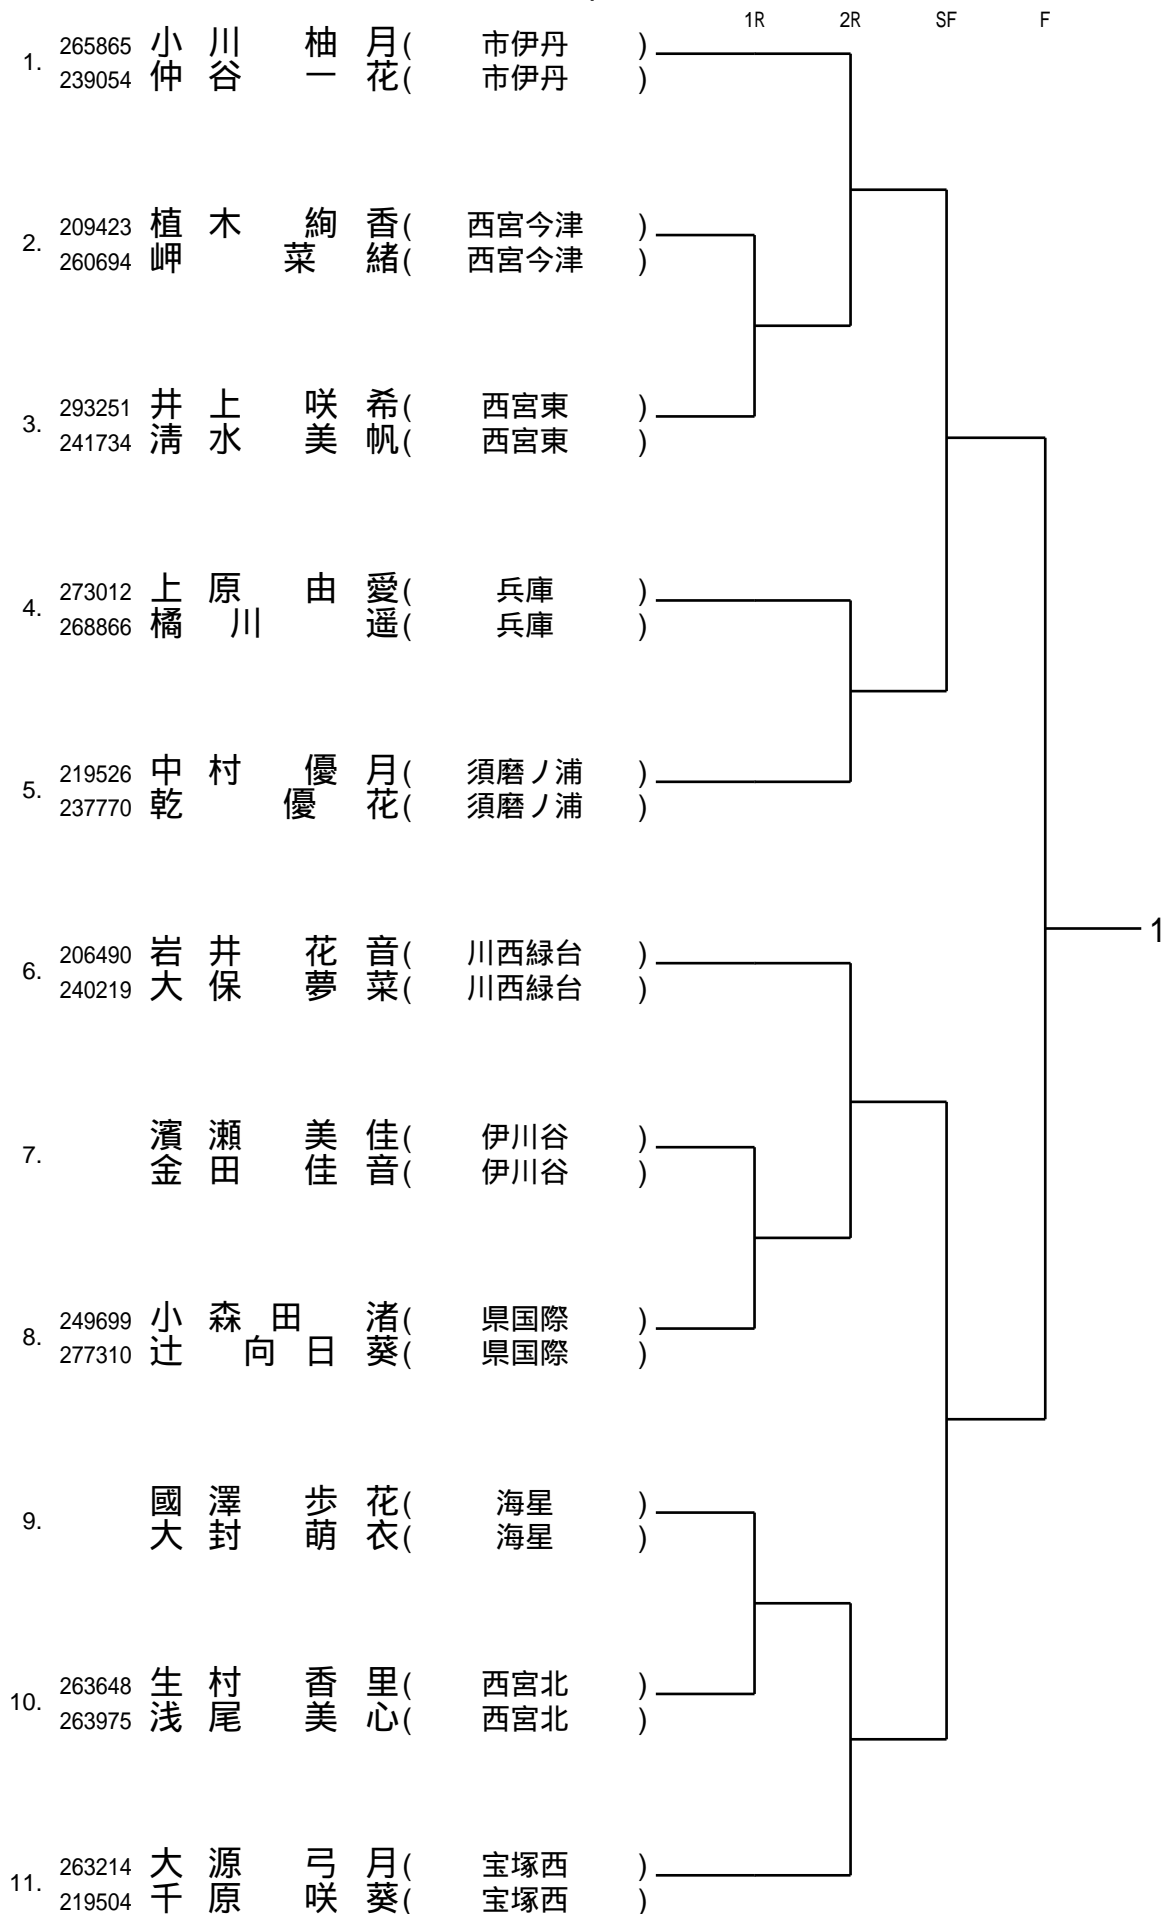 1R 2R SF F
1. 265865 小川 柚月( 市伊丹 )
239054 仲谷 一花( 市伊丹 )
2. 209423 植木 絢香( 西宮今津 )
260694 岬 菜緒( 西宮今津 )
3. 293251 井上 咲希( 西宮東 )
241734 淸水 美帆( 西宮東 )
4. 273012 上原 由愛( 兵庫 )
268866 橘川 遥( 兵庫 )
5. 219526 中村 優月( 須磨ノ浦 )
237770 乾 優花( 須磨ノ浦 )
6. 206490 岩井 花音( 川西緑台 )
240219 大保 夢菜( 川西緑台 )
1
7. 濱瀬 美佳( 伊川谷 )
金田 佳音( 伊川谷 )
8. 249699 小森田 渚( 県国際 )
277310 辻 向日葵( 県国際 )
9. 國澤 歩花( 海星 )
大封 萌衣( 海星 )
10. 263648 生村 香里( 西宮北 )
263975 浅尾 美心( 西宮北 )
11. 263214 大源 弓月( 宝塚西 )
219504 千原 咲葵( 宝塚西 )